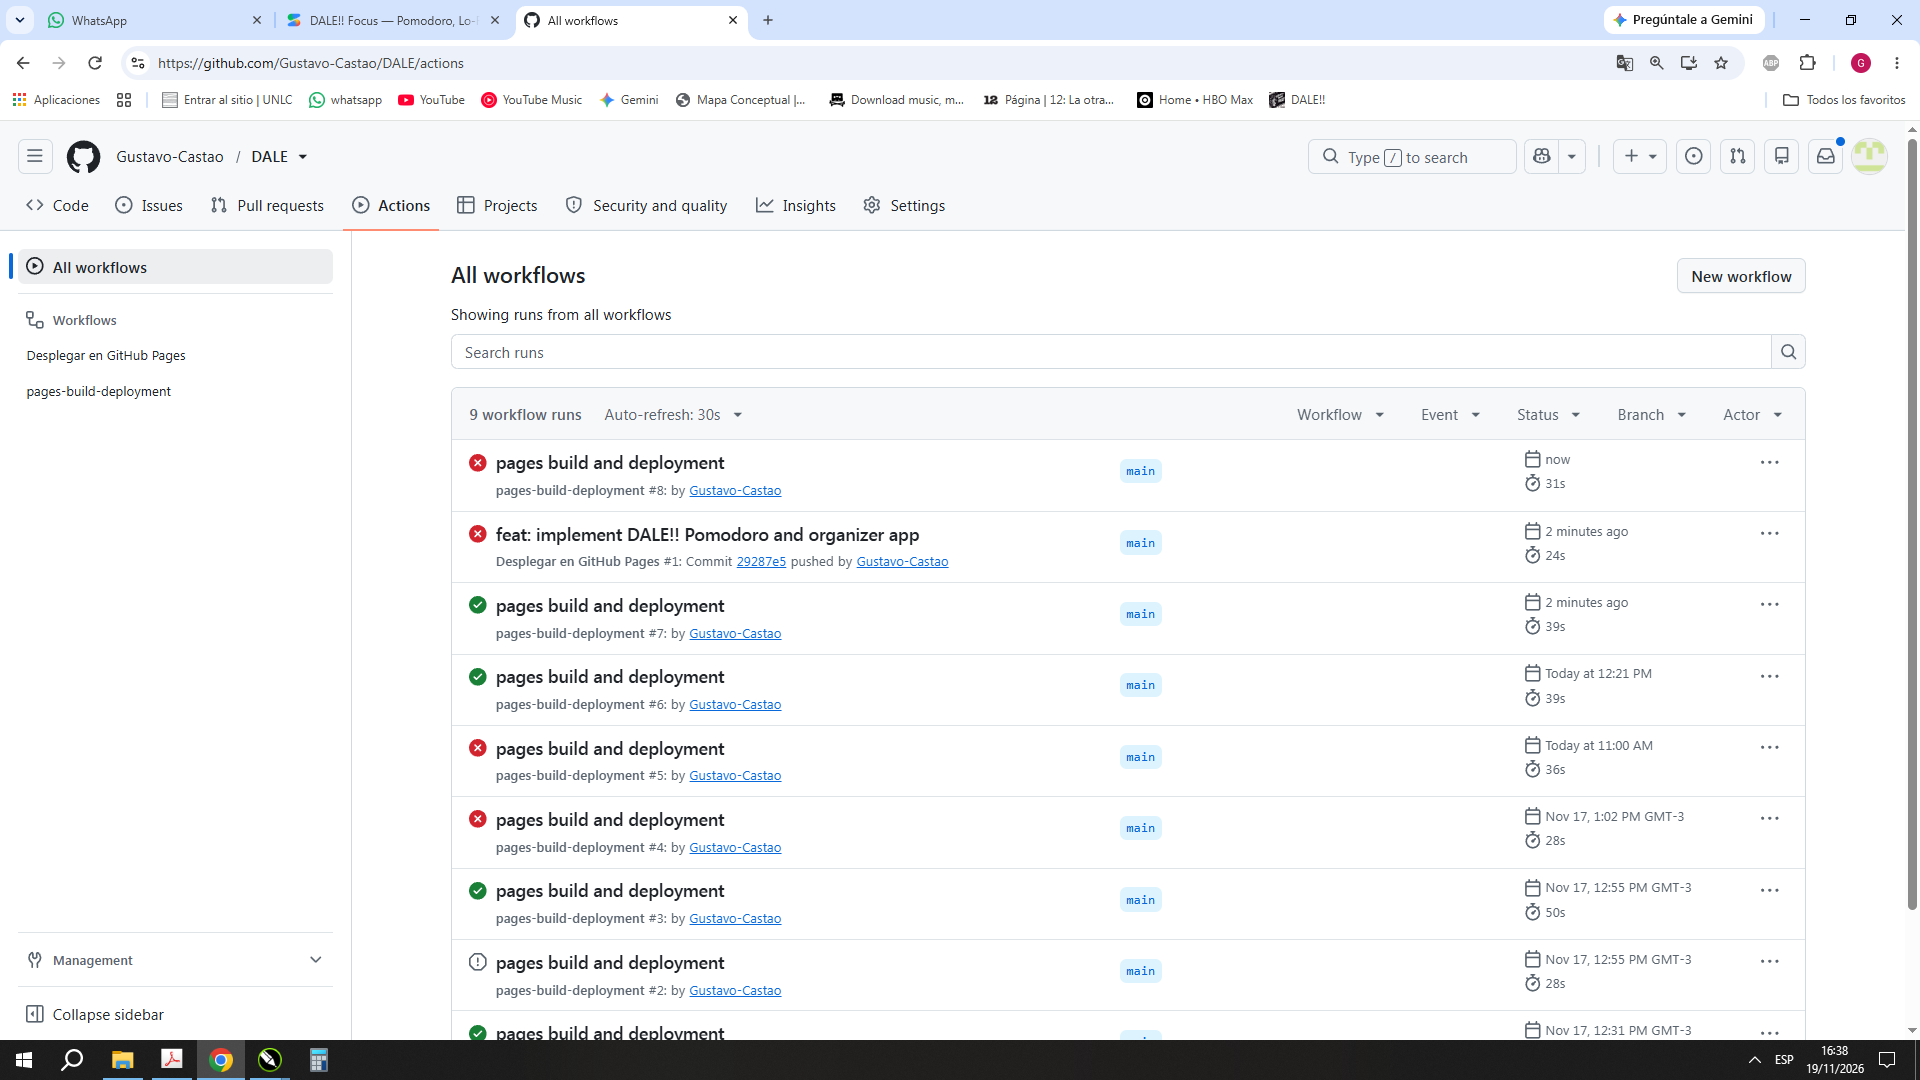 WhatsApp
DALE!! Focus — Pomodoro, Lo-F
All workflows
Pregúntale a Gemini
https://github.com/Gustavo-Castao/DALE/actions
ABP
G
Aplicaciones
Entrar al sitio | UNLC
whatsapp
YouTube
YouTube Music
Gemini
Mapa Conceptual |...
Download music, m...
12 Página | 12: La otra...
Home • HBO Max
DALE!!
Todos los favoritos
Gustavo-Castao / DALE
Type / to search
Code
Issues
Pull requests
Actions
Projects
Security and quality
Insights
Settings
All workflows
Workflows
Desplegar en GitHub Pages
pages-build-deployment
Management
Collapse sidebar
All workflows
New workflow
Showing runs from all workflows
Search runs
9 workflow runs Auto-refresh: 30s Workflow Event Status Branch Actor
pages build and deployment
pages-build-deployment #8: by Gustavo-Castao
main
now
31s
feat: implement DALE!! Pomodoro and organizer app
Desplegar en GitHub Pages #1: Commit 29287e5 pushed by Gustavo-Castao
main
2 minutes ago
24s
pages build and deployment
pages-build-deployment #7: by Gustavo-Castao
main
2 minutes ago
39s
pages build and deployment
pages-build-deployment #6: by Gustavo-Castao
main
Today at 12:21 PM
39s
pages build and deployment
pages-build-deployment #5: by Gustavo-Castao
main
Today at 11:00 AM
36s
pages build and deployment
pages-build-deployment #4: by Gustavo-Castao
main
Nov 17, 1:02 PM GMT-3
28s
pages build and deployment
pages-build-deployment #3: by Gustavo-Castao
main
Nov 17, 12:55 PM GMT-3
50s
pages build and deployment
pages-build-deployment #2: by Gustavo-Castao
main
Nov 17, 12:55 PM GMT-3
28s
pages build and deployment
Nov 17, 12:31 PM GMT-3
ESP
16:38
19/11/2026